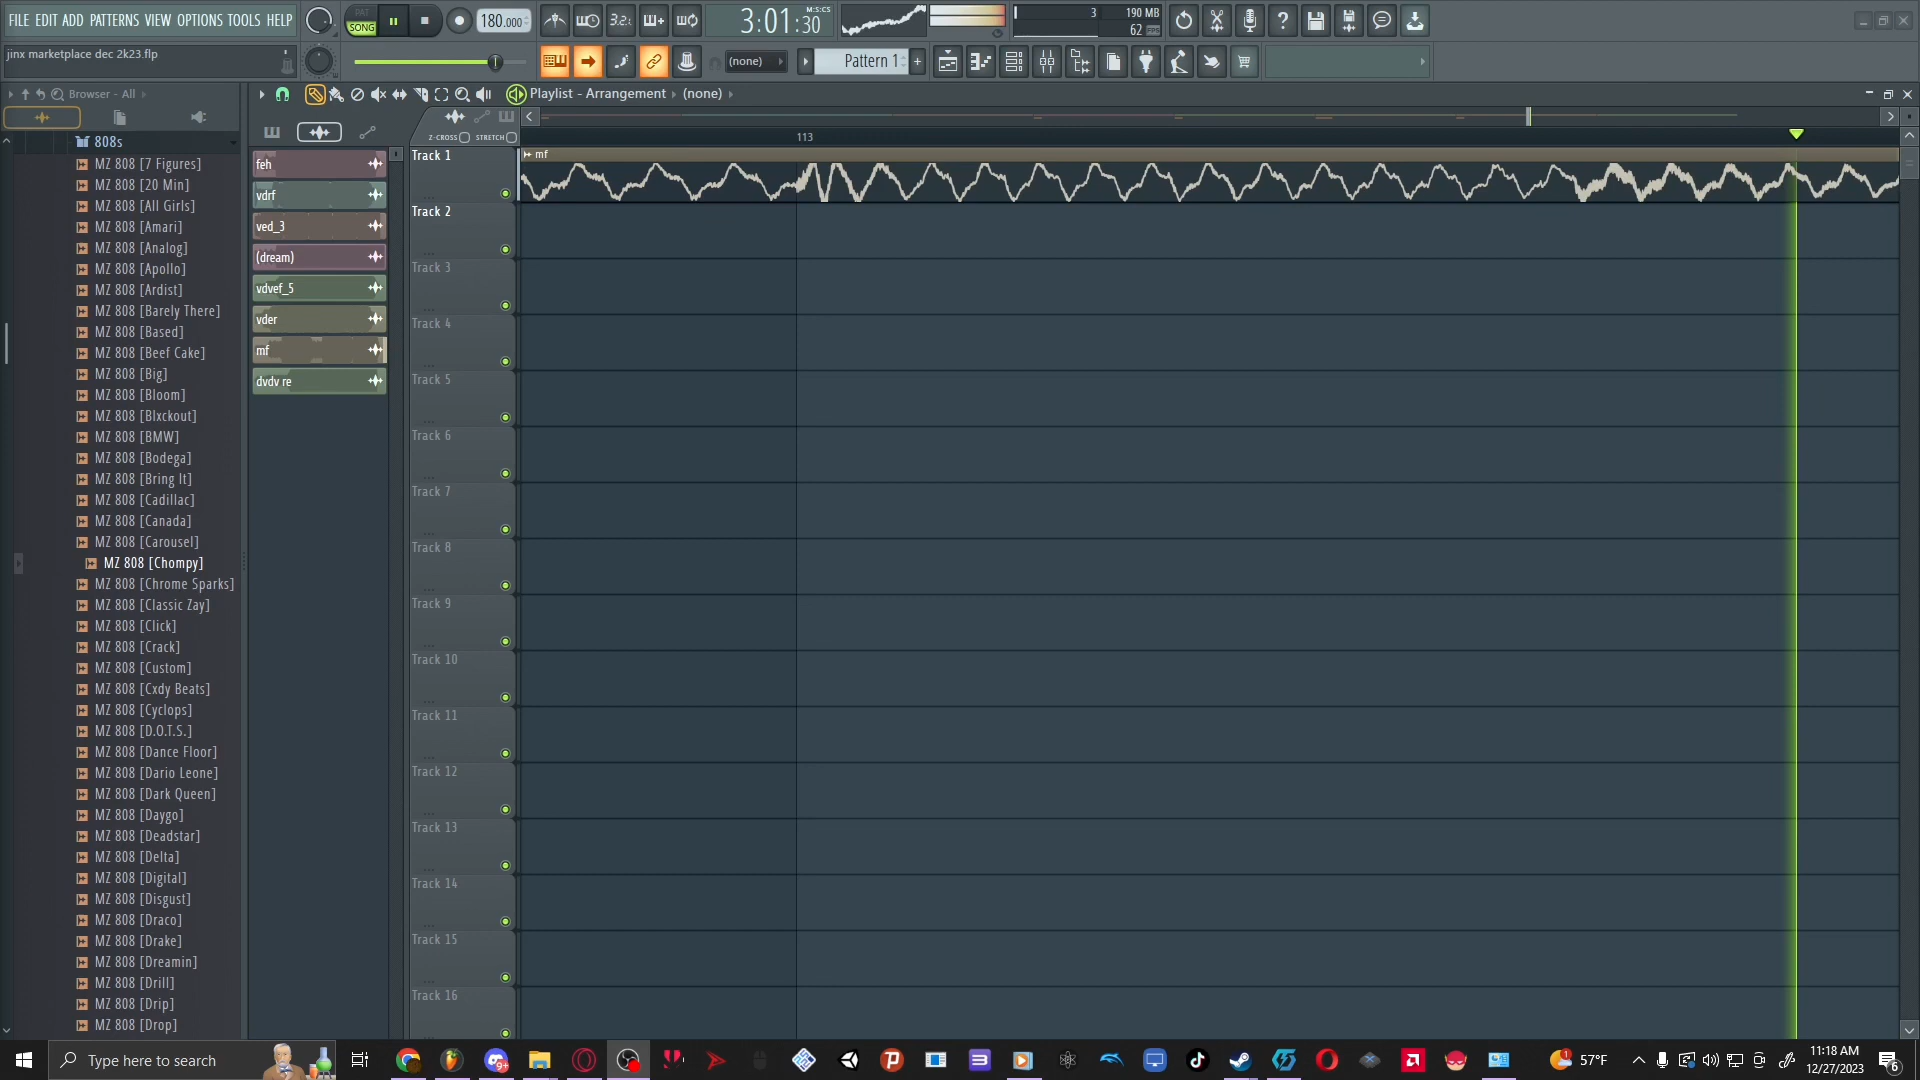 FILE EDIT ADD PATTERNS VIEW OPTIONS TOOLS HELP
PAT
SONG
180.000
3.2.
3:01:30
M:S:CS
3
190 MB
62
jinx marketplace dec 2k23.flp
(none)
Pattern 1
Browser - All
Playlist - Arrangement
(none)
Z-CROSS
STRETCH
113
808s
MZ 808 [7 Figures]
MZ 808 [20 Min]
MZ 808 [All Girls]
MZ 808 [Amari]
MZ 808 [Analog]
MZ 808 [Apollo]
MZ 808 [Ardist]
MZ 808 [Barely There]
MZ 808 [Based]
MZ 808 [Beef Cake]
MZ 808 [Big]
MZ 808 [Bloom]
MZ 808 [Blxckout]
MZ 808 [BMW]
MZ 808 [Bodega]
MZ 808 [Bring It]
MZ 808 [Cadillac]
MZ 808 [Canada]
MZ 808 [Carousel]
MZ 808 [Chompy]
MZ 808 [Chrome Sparks]
MZ 808 [Classic Zay]
MZ 808 [Click]
MZ 808 [Crack]
MZ 808 [Custom]
MZ 808 [Cxdy Beats]
MZ 808 [Cyclops]
MZ 808 [D.O.T.S.]
MZ 808 [Dance Floor]
MZ 808 [Dario Leone]
MZ 808 [Dark Queen]
MZ 808 [Daygo]
MZ 808 [Deadstar]
MZ 808 [Delta]
MZ 808 [Digital]
MZ 808 [Disgust]
MZ 808 [Draco]
MZ 808 [Drake]
MZ 808 [Dreamin]
MZ 808 [Drill]
MZ 808 [Drip]
MZ 808 [Drop]
feh
vdrf
ved_3
(dream)
vdvef_5
vder
mf
dvdv re
Track 1
mf
Track 2
Track 3
Track 4
Track 5
Track 6
Track 7
Track 8
Track 9
Track 10
Track 11
Track 12
Track 13
Track 14
Track 15
Track 16
Type here to search
57°F
11:18 AM
12/27/2023
6